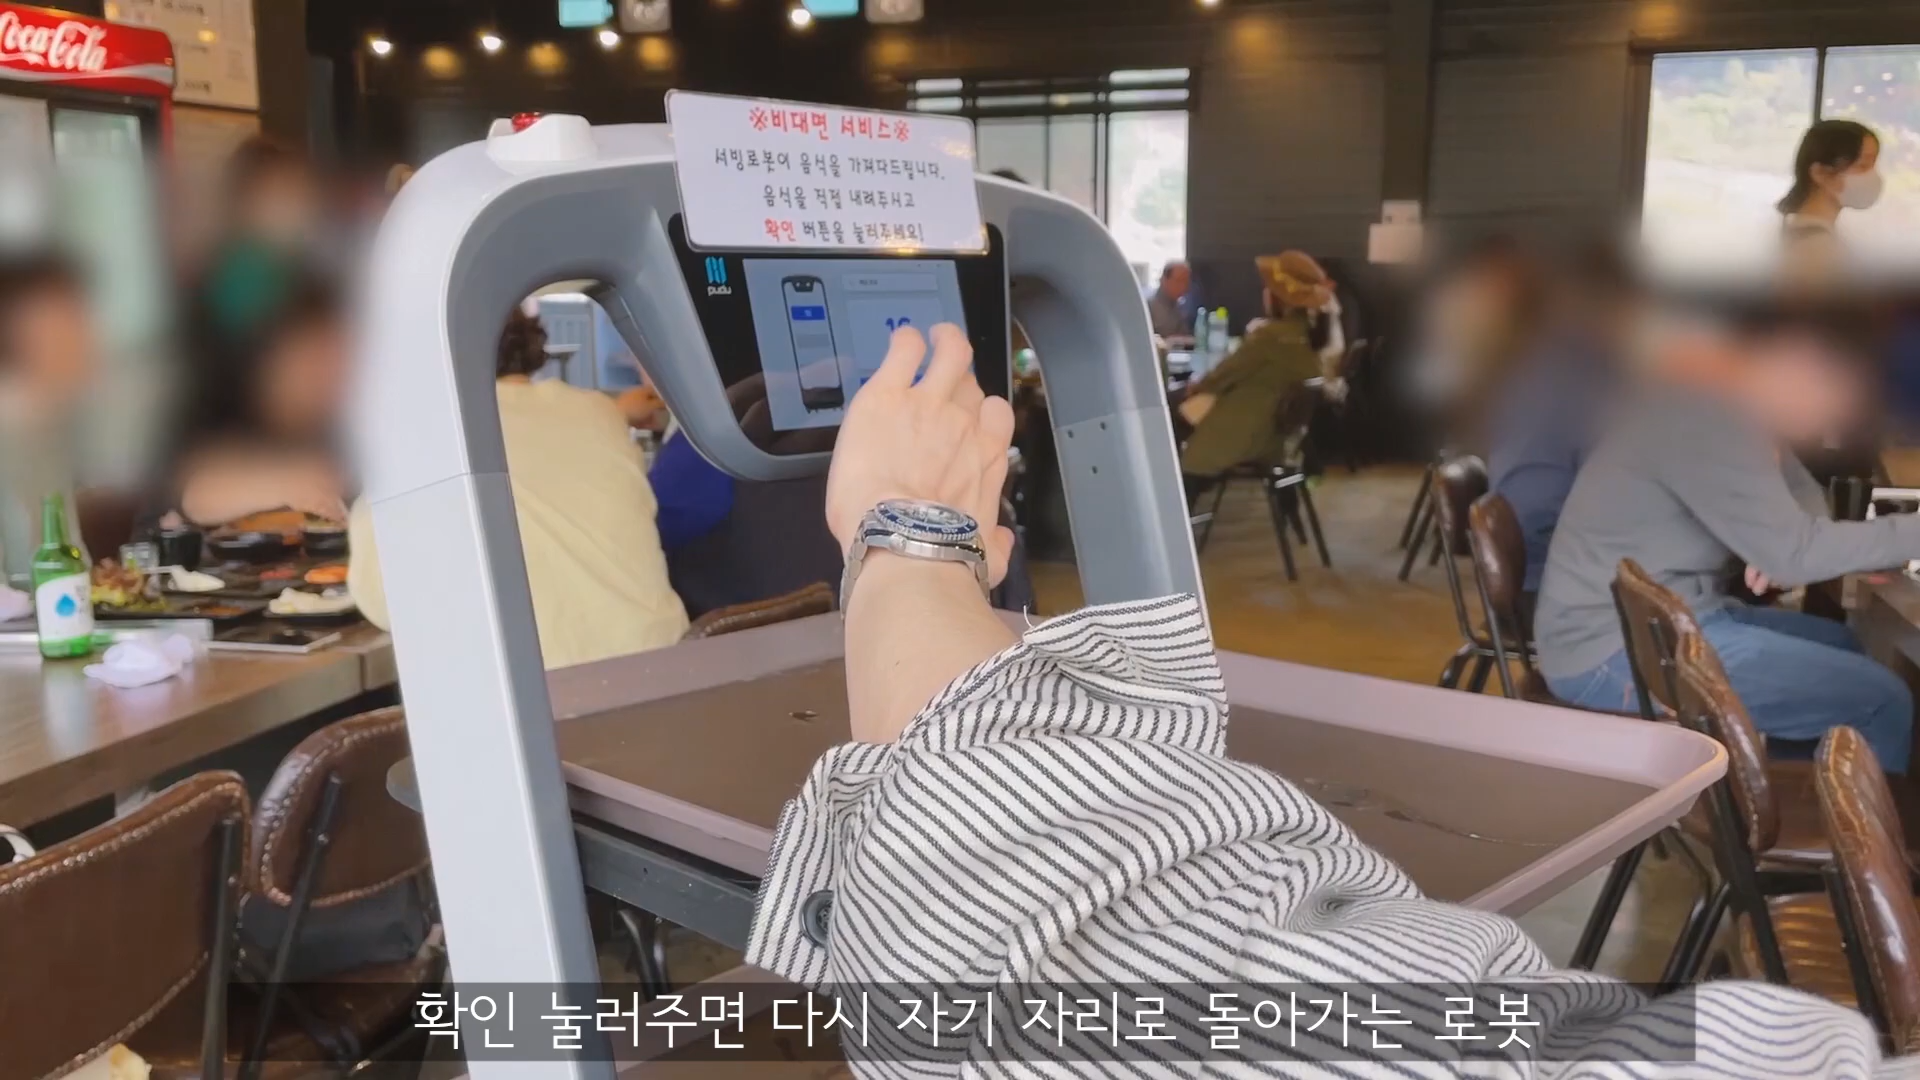 Coca-Cola
※비대면 서비스※
서빙로봇이 음식을 가져다드립니다.
음식을 직접 내려주시고
확인 버튼을 눌러주세요!
pudu
확인 눌러주면 다시 자기 자리로 돌아가는 로봇